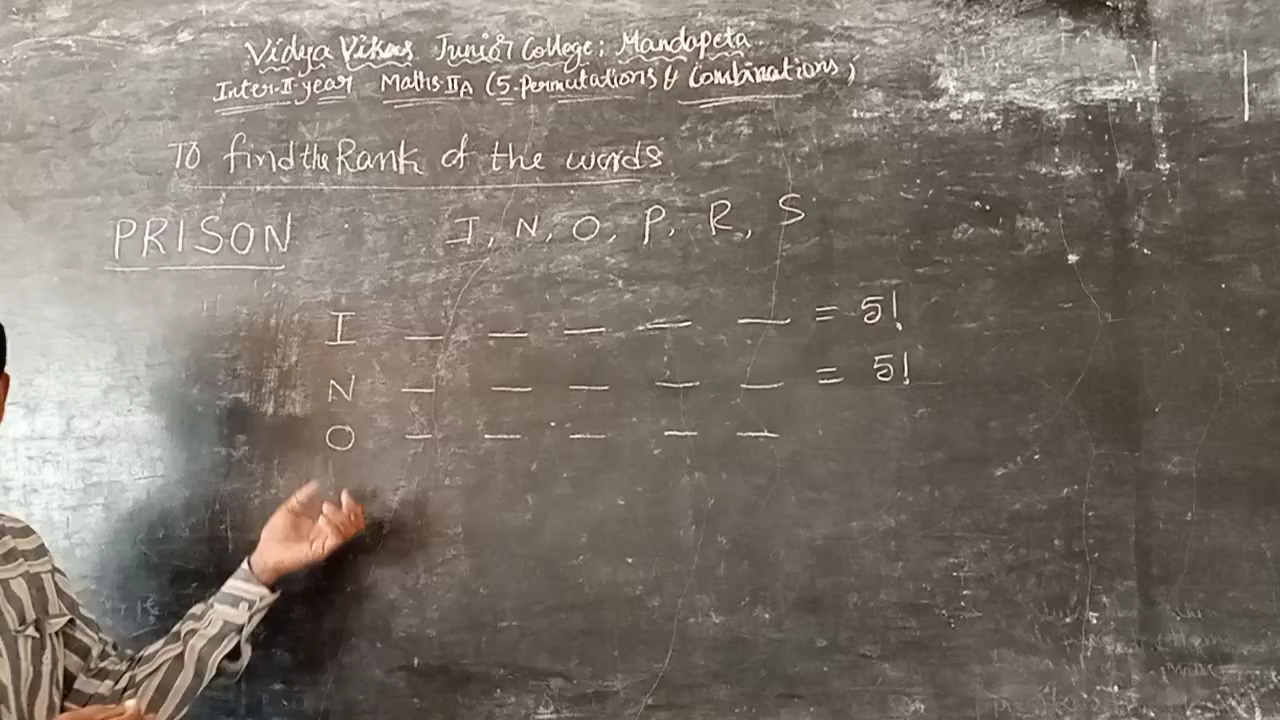 Vidya Vikas Junior College; Mandapeta
Inter-II year Maths-IIA (5.permutations & Combinations)
To find the Rank of the words
PRISON I, N, O, P, R, S
I _ _ _ _ _ = 5!
N _ _ _ _ _ = 5!
O _ _ _ _ _